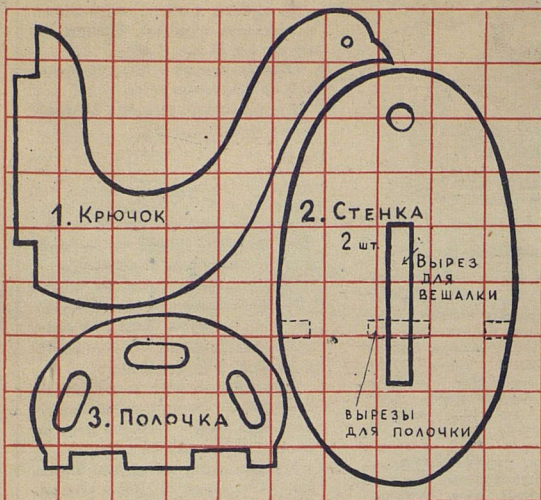 1. Крючок
2. Стенка
2 шт.
Вырез
для
вешалки
3. Полочка
вырезы
для полочки